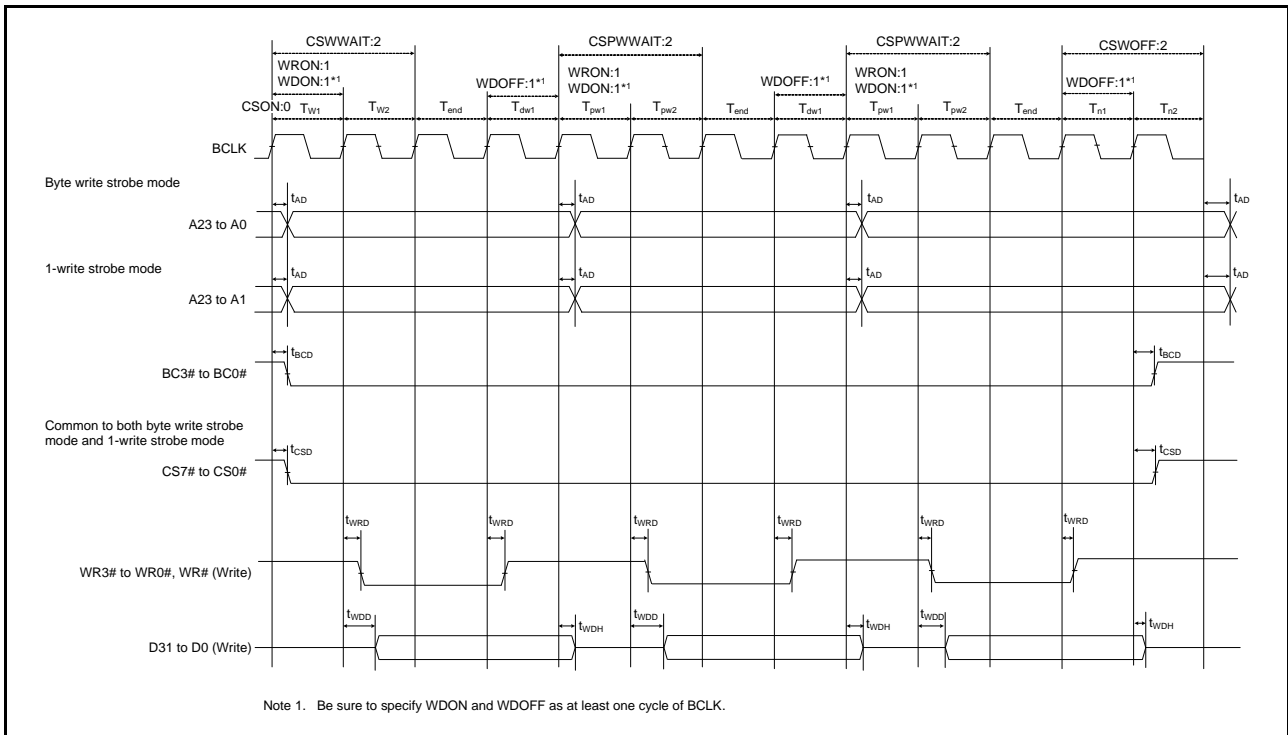 CSWWAIT:2 CSPWWAIT:2 CSPWWAIT:2 CSWOFF:2
WRON:1 WRON:1 WRON:1
WDON:1*1 WDOFF:1*1 WDON:1*1 WDOFF:1*1 WDON:1*1 WDOFF:1*1
CSON:0 TW1 TW2 Tend Tdw1 Tpw1 Tpw2 Tend Tdw1 Tpw1 Tpw2 Tend Tn1 Tn2
BCLK
Byte write strobe mode
tAD tAD tAD tAD
A23 to A0
1-write strobe mode
tAD tAD tAD tAD
A23 to A1
tBCD tBCD
BC3# to BC0#
Common to both byte write strobe
mode and 1-write strobe mode
tCSD tCSD
CS7# to CS0#
tWRD tWRD tWRD tWRD tWRD tWRD
WR3# to WR0#, WR# (Write)
tWDD tWDH tWDD tWDH tWDD tWDH
D31 to D0 (Write)
Note 1. Be sure to specify WDON and WDOFF as at least one cycle of BCLK.